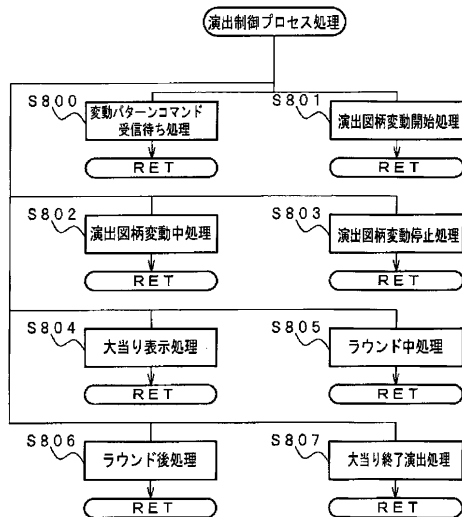 演出制御プロセス処理
S800
変動パターンコマンド
受信待ち処理
RET
S801
演出図柄変動開始処理
RET
S802
演出図柄変動中処理
RET
S803
演出図柄変動停止処理
RET
S804
大当り表示処理
RET
S805
ラウンド中処理
RET
S806
ラウンド後処理
RET
S807
大当り終了演出処理
RET